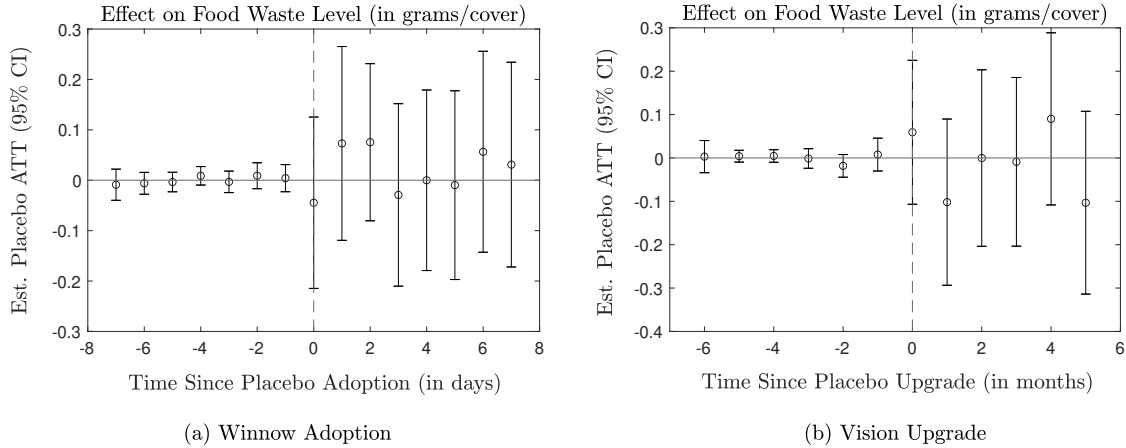 Effect on Food Waste Level (in grams/cover)
0.3
0.2
0.1
0
-0.1
-0.2
-0.3
Est. Placebo ATT (95% CI)
-8 -6 -4 -2 0 2 4 6 8
Time Since Placebo Adoption (in days)
(a) Winnow Adoption
Effect on Food Waste Level (in grams/cover)
0.3
0.2
0.1
0
-0.1
-0.2
-0.3
-0.4
Est. Placebo ATT (95% CI)
-6 -4 -2 0 2 4 6
Time Since Placebo Upgrade (in months)
(b) Vision Upgrade